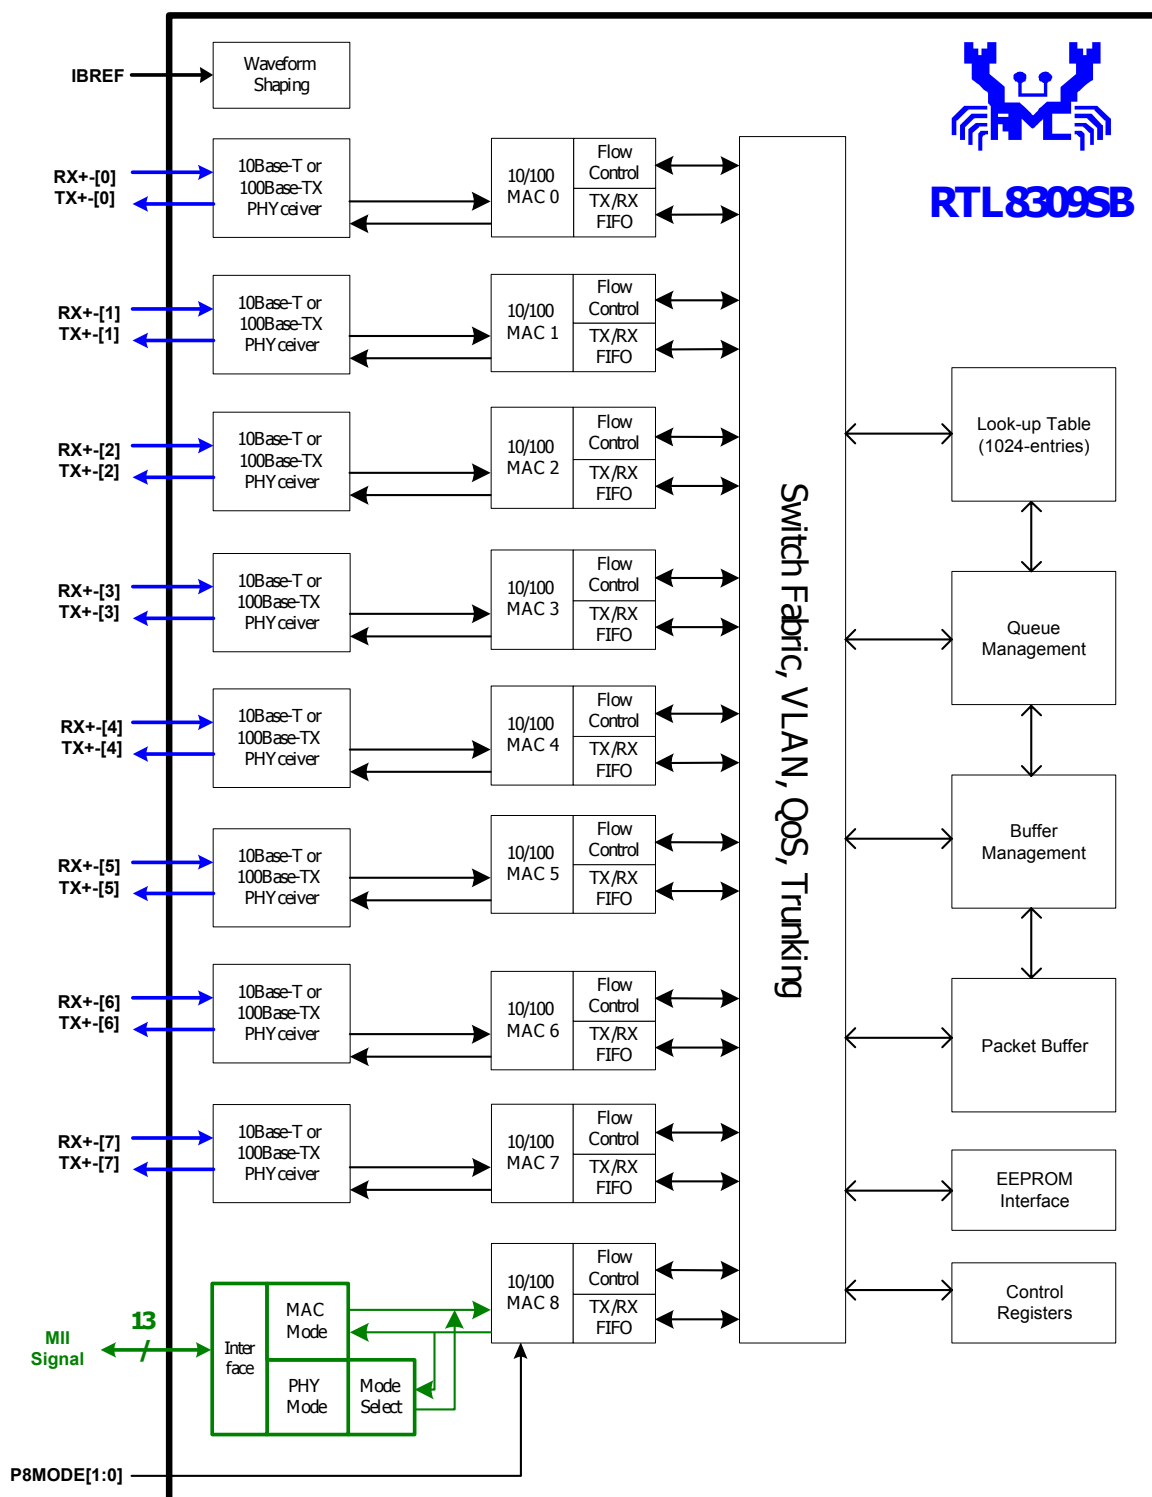 IBREF
Waveform
Shaping
RTL8309SB
RX+-[0]
TX+-[0]
10Base-T or
100Base-TX
PHYceiver
10/100
MAC 0
Flow
Control
TX/RX
FIFO
RX+-[1]
TX+-[1]
10Base-T or
100Base-TX
PHYceiver
10/100
MAC 1
Flow
Control
TX/RX
FIFO
RX+-[2]
TX+-[2]
10Base-T or
100Base-TX
PHYceiver
10/100
MAC 2
Flow
Control
TX/RX
FIFO
RX+-[3]
TX+-[3]
10Base-T or
100Base-TX
PHYceiver
10/100
MAC 3
Flow
Control
TX/RX
FIFO
RX+-[4]
TX+-[4]
10Base-T or
100Base-TX
PHYceiver
10/100
MAC 4
Flow
Control
TX/RX
FIFO
RX+-[5]
TX+-[5]
10Base-T or
100Base-TX
PHYceiver
10/100
MAC 5
Flow
Control
TX/RX
FIFO
RX+-[6]
TX+-[6]
10Base-T or
100Base-TX
PHYceiver
10/100
MAC 6
Flow
Control
TX/RX
FIFO
RX+-[7]
TX+-[7]
10Base-T or
100Base-TX
PHYceiver
10/100
MAC 7
Flow
Control
TX/RX
FIFO
MII
Signal
13
Inter
face
MAC
Mode
PHY
Mode
Mode
Select
10/100
MAC 8
Flow
Control
TX/RX
FIFO
P8MODE[1:0]
Switch Fabric, VLAN, QoS, Trunking
Look-up Table
(1024-entries)
Queue
Management
Buffer
Management
Packet Buffer
EEPROM
Interface
Control
Registers